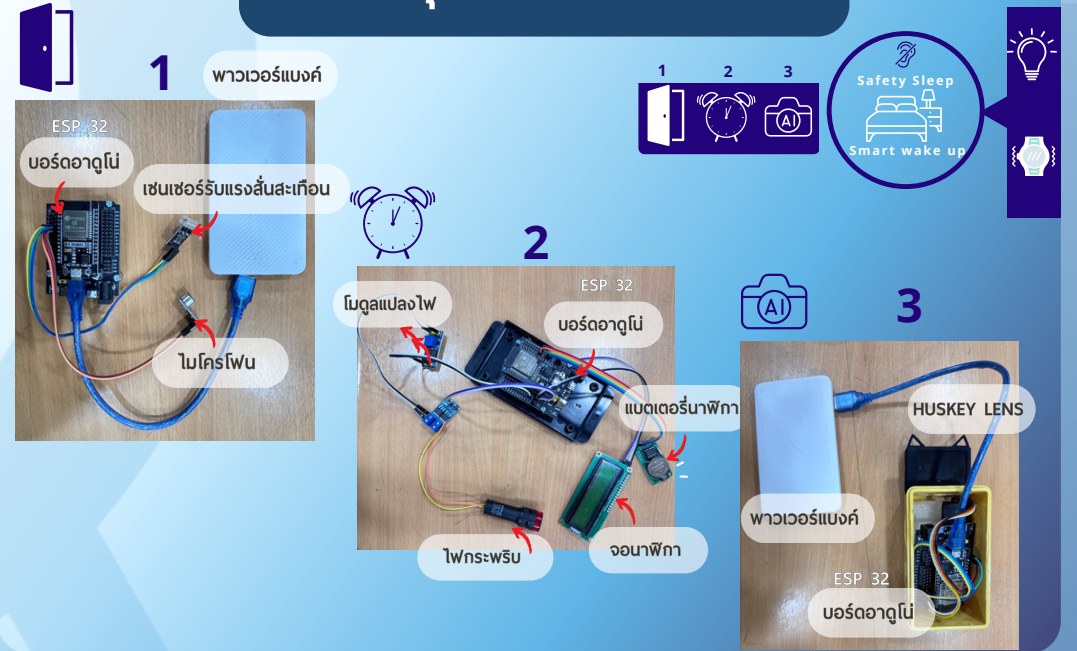 1
พาวเวอร์แบงค์
ESP 32
บอร์ดอาดูโน่
เซนเซอร์รับแรงสั่นสะเทือน
ไมโครโฟน
1 2 3
AI
Safety Sleep
Smart wake up
2
ESP 32
โมดูลแปลงไฟ
บอร์ดอาดูโน่
แบตเตอรี่นาฬิกา
จอนาฬิกา
ไฟกระพริบ
AI
3
HUSKEY LENS
พาวเวอร์แบงค์
ESP 32
บอร์ดอาดูโน่